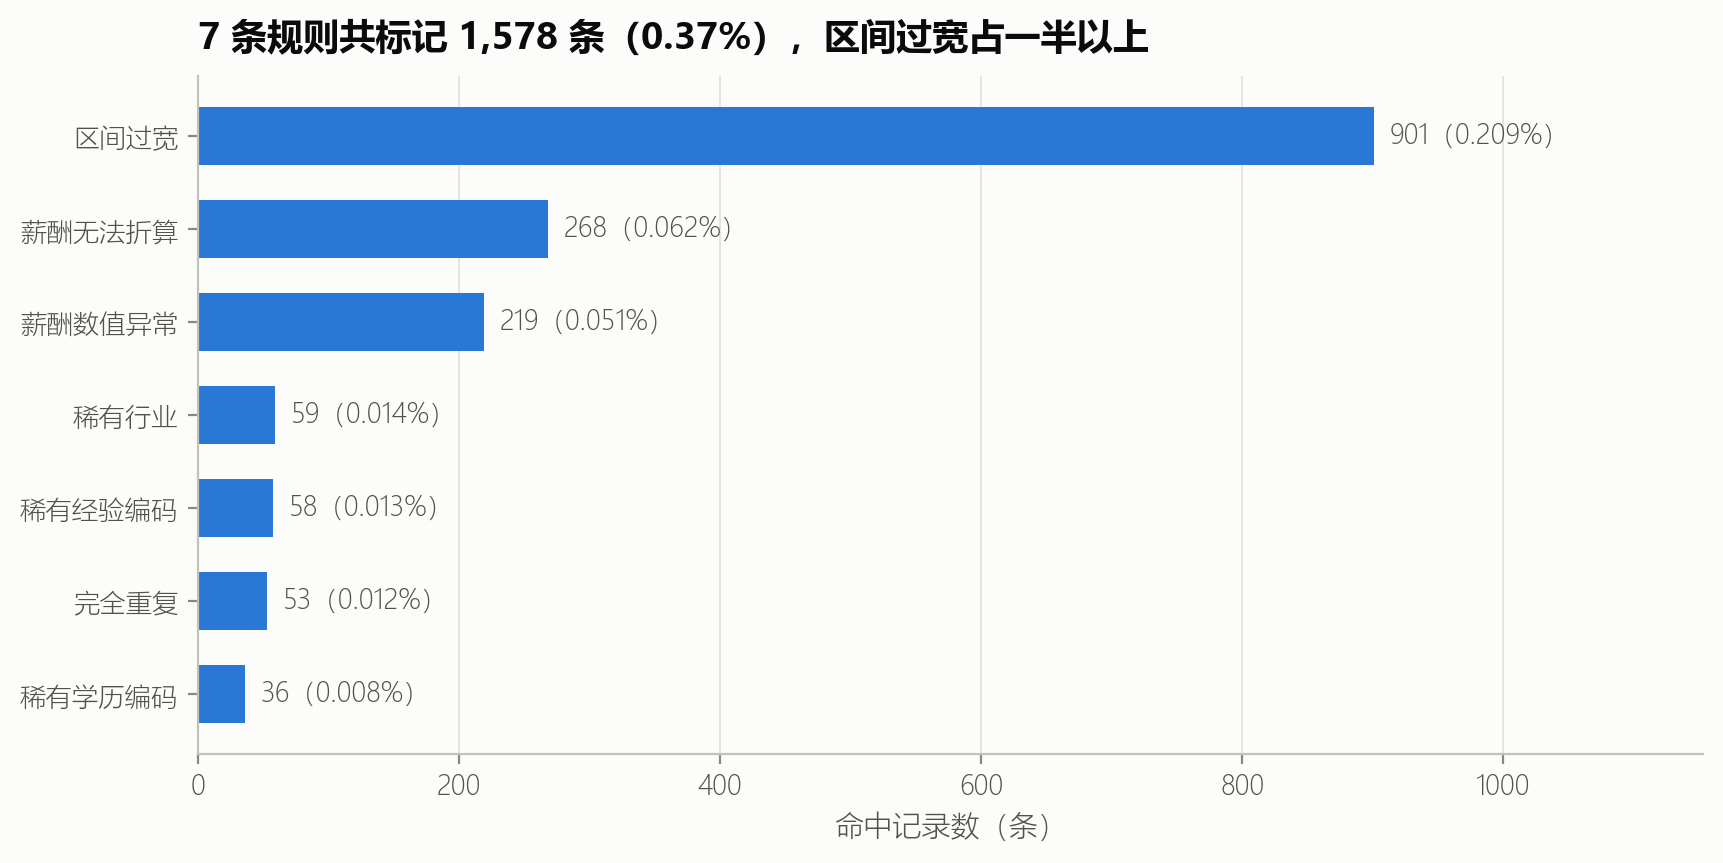 7 条规则共标记 1,578 条（0.37%），区间过宽占一半以上
区间过宽 901（0.209%）
薪酬无法折算 268（0.062%）
薪酬数值异常 219（0.051%）
稀有行业 59（0.014%）
稀有经验编码 58（0.013%）
完全重复 53（0.012%）
稀有学历编码 36（0.008%）
0 200 400 600 800 1000
命中记录数（条）